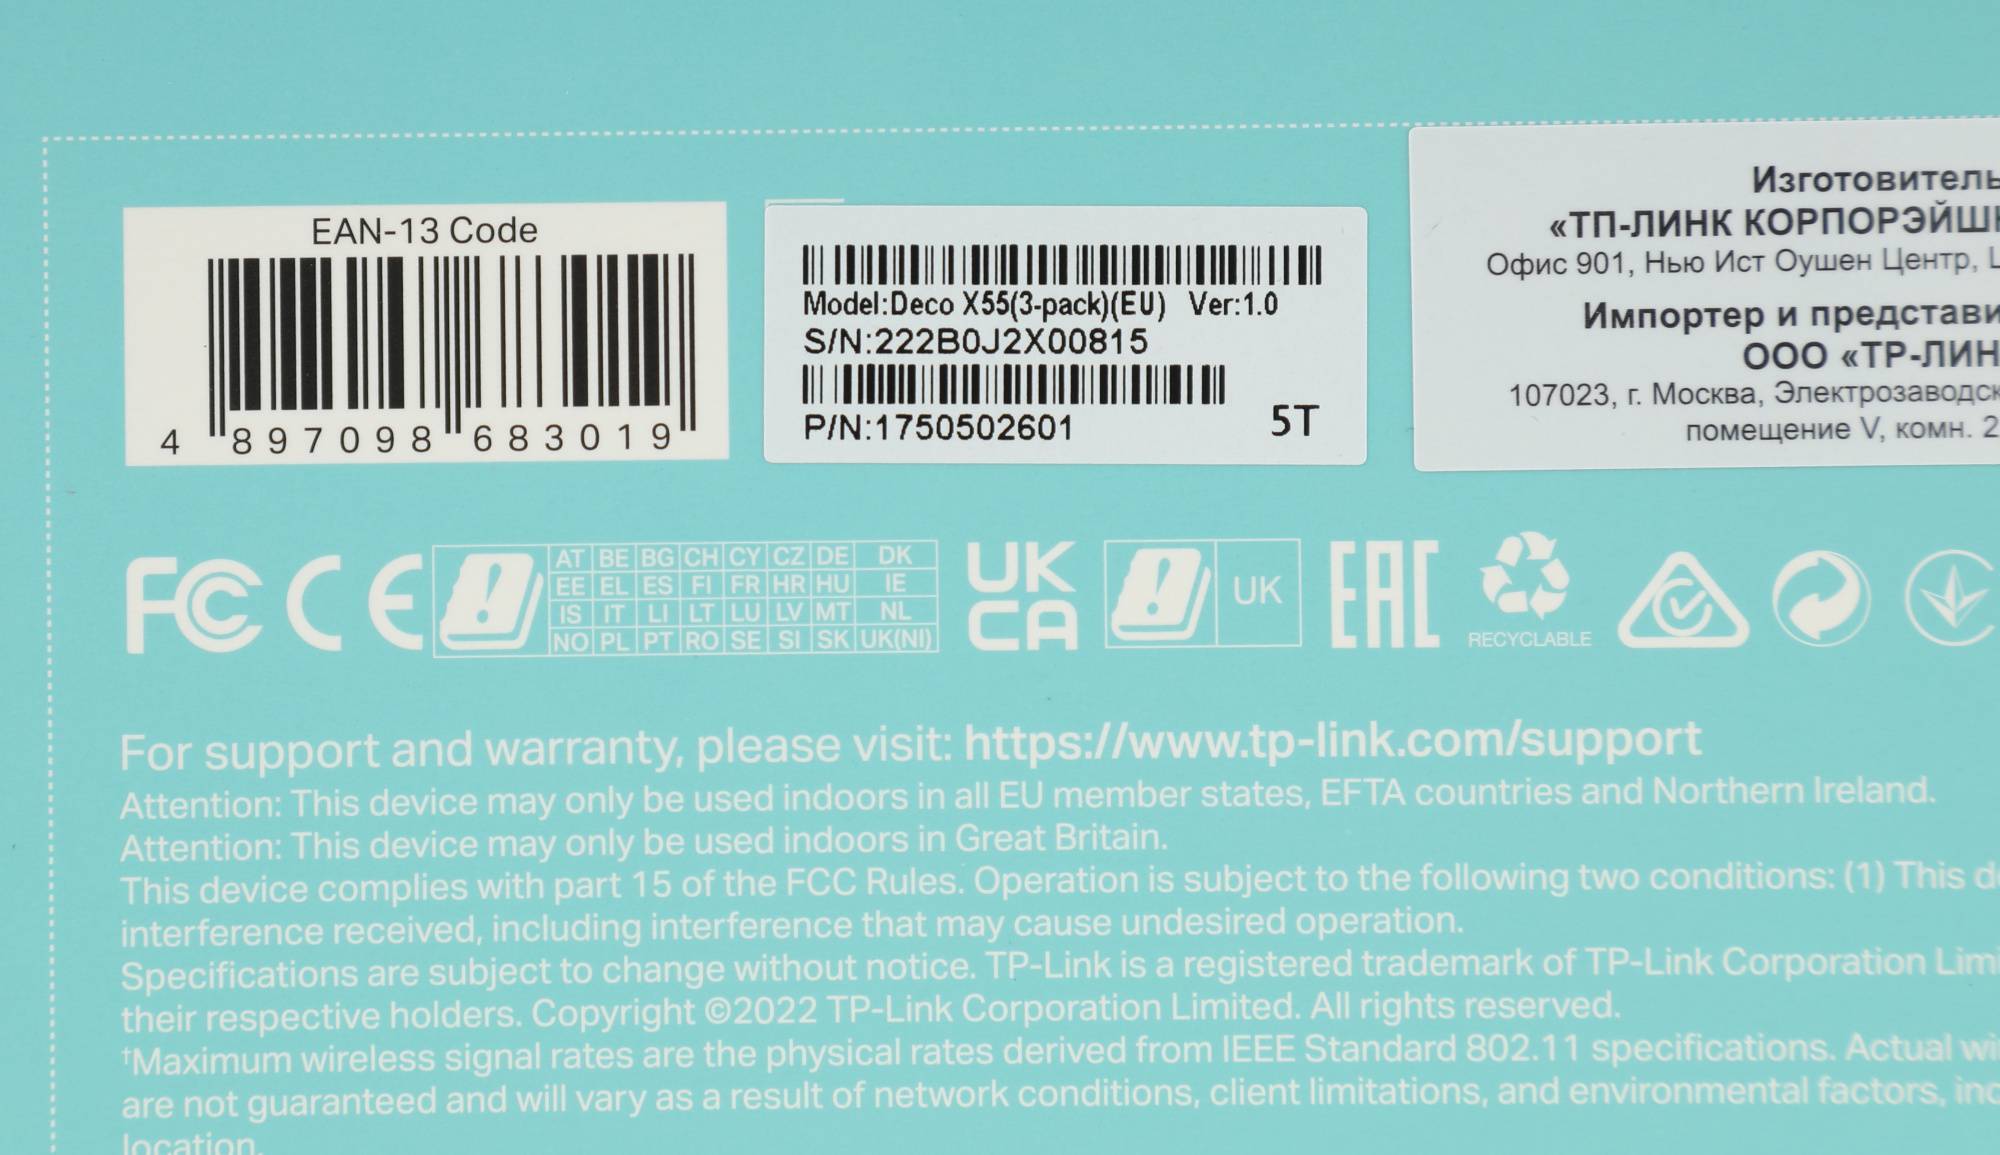 EAN-13 Code
4 897098 683019
Model:Deco X55(3-pack)(EU) Ver:1.0
S/N:222B0J2X00815
P/N:1750502601
5T
Изготовитель
«ТП-ЛИНК КОРПОРЭЙШН
Офис 901, Нью Ист Оушен Центр,
Импортер и представи
ООО «ТР-ЛИН
107023, г. Москва, Электрозаводск
помещение V, комн. 2
FC CE
AT BE BG CH CY CZ DE DK
EE EL ES FI FR HR HU IE
IS IT LI LT LU LV MT NL
NO PL PT RO SE SI SK UK(NI)
UK
CA
UK
EAC
RECYCLABLE
For support and warranty, please visit: https://www.tp-link.com/support
Attention: This device may only be used indoors in all EU member states, EFTA countries and Northern Ireland.
Attention: This device may only be used indoors in Great Britain.
This device complies with part 15 of the FCC Rules. Operation is subject to the following two conditions: (1) This d
interference received, including interference that may cause undesired operation.
Specifications are subject to change without notice. TP-Link is a registered trademark of TP-Link Corporation Limi
their respective holders. Copyright ©2022 TP-Link Corporation Limited. All rights reserved.
†Maximum wireless signal rates are the physical rates derived from IEEE Standard 802.11 specifications. Actual wi
are not guaranteed and will vary as a result of network conditions, client limitations, and environmental factors, inc
location.